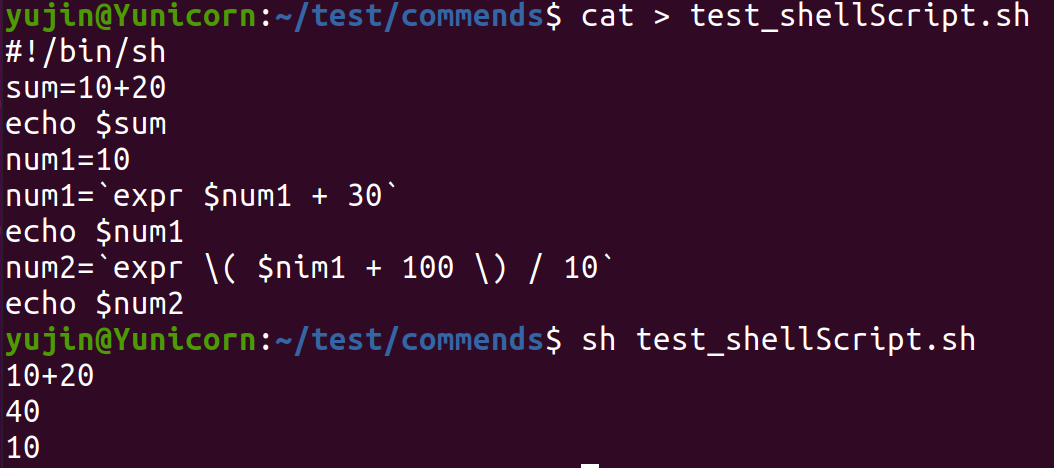 yujin@Yunicorn:~/test/commends$ cat > test_shellScript.sh
#!/bin/sh
sum=10+20
echo $sum
num1=10
num1=`expr $num1 + 30`
echo $num1
num2=`expr \( $nim1 + 100 \) / 10`
echo $num2
yujin@Yunicorn:~/test/commends$ sh test_shellScript.sh
10+20
40
10